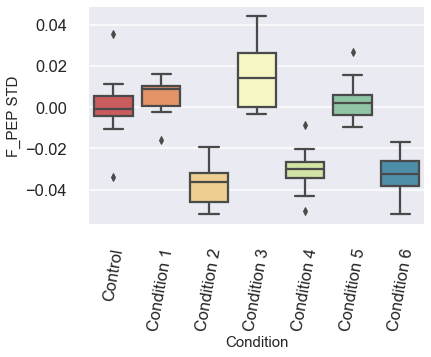 0.04
0.02
0.00
−0.02
−0.04
F_PEP STD
Control
Condition 1
Condition 2
Condition 3
Condition 4
Condition 5
Condition 6
Condition